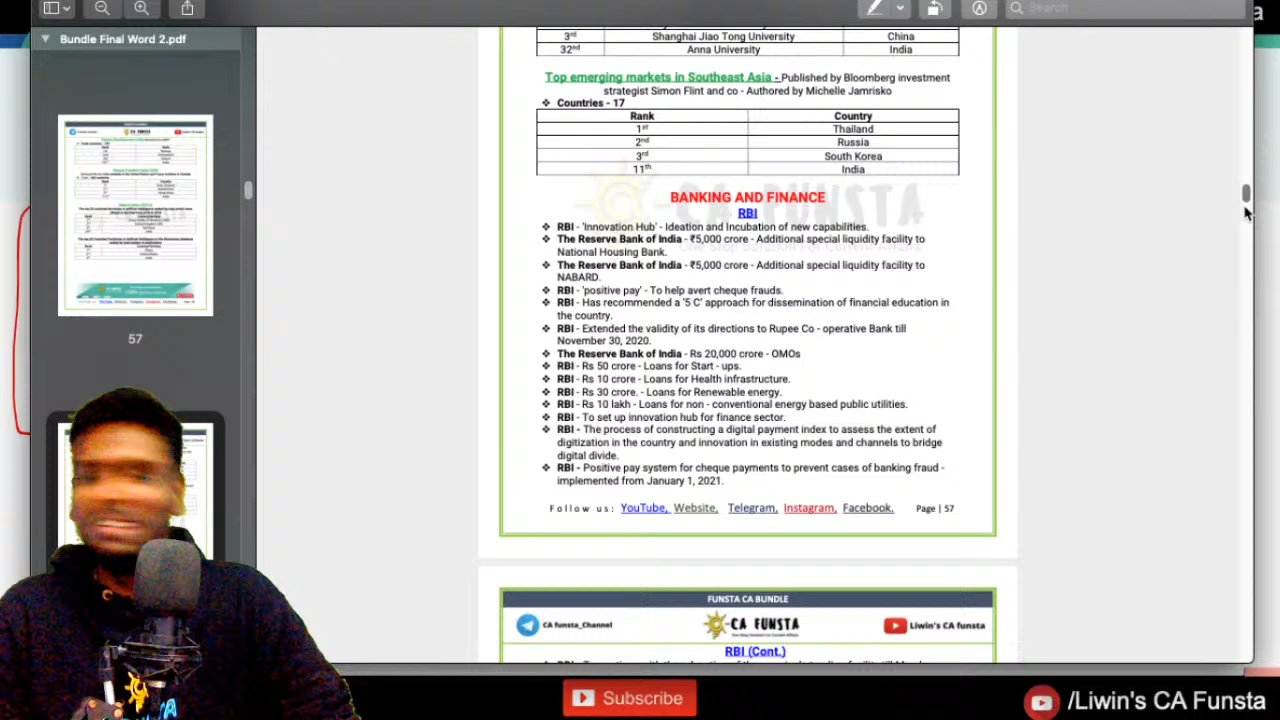 Search
Bundle Final Word 2.pdf
57
3rd Shanghai Jiao Tong University China
32nd Anna University India
Top emerging markets in Southeast Asia - Published by Bloomberg investment
strategist Simon Flint and co - Authored by Michelle Jamrisko
❖ Countries - 17
Rank Country
1st Thailand
2nd Russia
3rd South Korea
11th India
BANKING AND FINANCE
RBI
❖ RBI - 'Innovation Hub' - Ideation and Incubation of new capabilities.
❖ The Reserve Bank of India - ₹5,000 crore - Additional special liquidity facility to
National Housing Bank.
❖ The Reserve Bank of India - ₹5,000 crore - Additional special liquidity facility to
NABARD.
❖ RBI - 'positive pay' - To help avert cheque frauds.
❖ RBI - Has recommended a '5 C' approach for dissemination of financial education in
the country.
❖ RBI - Extended the validity of its directions to Rupee Co - operative Bank till
November 30, 2020.
❖ The Reserve Bank of India - Rs 20,000 crore - OMOs
❖ RBI - Rs 50 crore - Loans for Start - ups.
❖ RBI - Rs 10 crore - Loans for Health infrastructure.
❖ RBI - Rs 30 crore. - Loans for Renewable energy.
❖ RBI - Rs 10 lakh - Loans for non - conventional energy based public utilities.
❖ RBI - To set up innovation hub for finance sector.
❖ RBI - The process of constructing a digital payment index to assess the extent of
digitization in the country and innovation in existing modes and channels to bridge
digital divide.
❖ RBI - Positive pay system for cheque payments to prevent cases of banking fraud -
implemented from January 1, 2021.
Follow us: YouTube, Website, Telegram, Instagram, Facebook. Page | 57
FUNSTA CA BUNDLE
CA funsta_Channel
CA FUNSTA
Liwin's CA funsta
RBI (Cont.)
Subscribe
/Liwin's CA Funsta